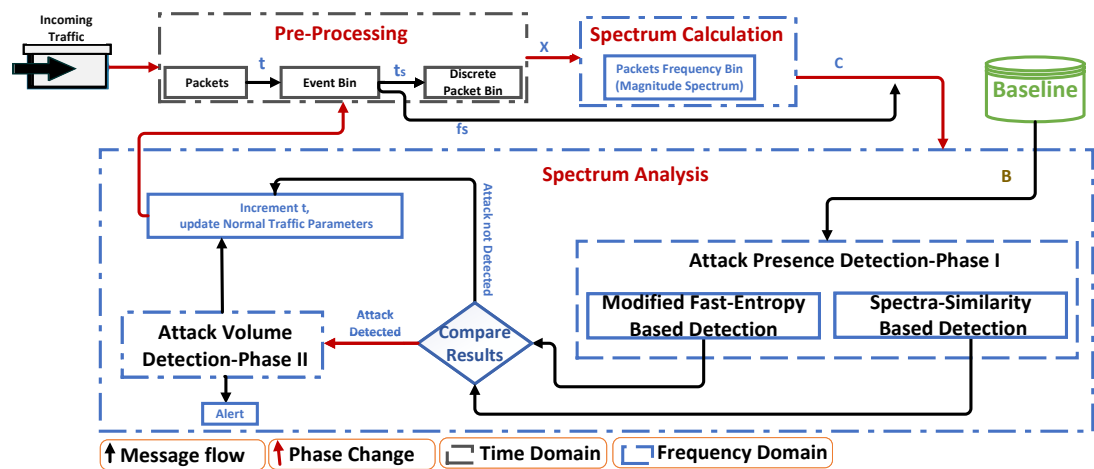 Incoming
Traffic
Pre-Processing
Packets
t
Event Bin
ts
Discrete
Packet Bin
fs
X
Spectrum Calculation
Packets Frequency Bin
(Magnitude Spectrum)
C
Baseline
B
Spectrum Analysis
Increment t,
update Normal Traffic Parameters
Attack not Detected
Attack Presence Detection-Phase I
Modified Fast-Entropy
Based Detection
Spectra-Similarity
Based Detection
Compare
Results
Attack
Detected
Attack Volume
Detection-Phase II
Alert
Message flow
Phase Change
Time Domain
Frequency Domain